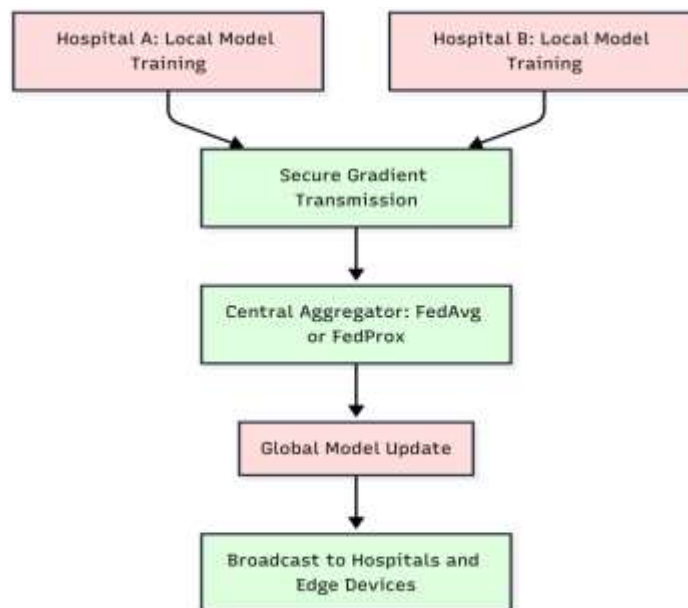 Hospital A: Local Model
Training
Hospital B: Local Model
Training
Secure Gradient
Transmission
Central Aggregator: FedAvg
or FedProx
Global Model Update
Broadcast to Hospitals and
Edge Devices